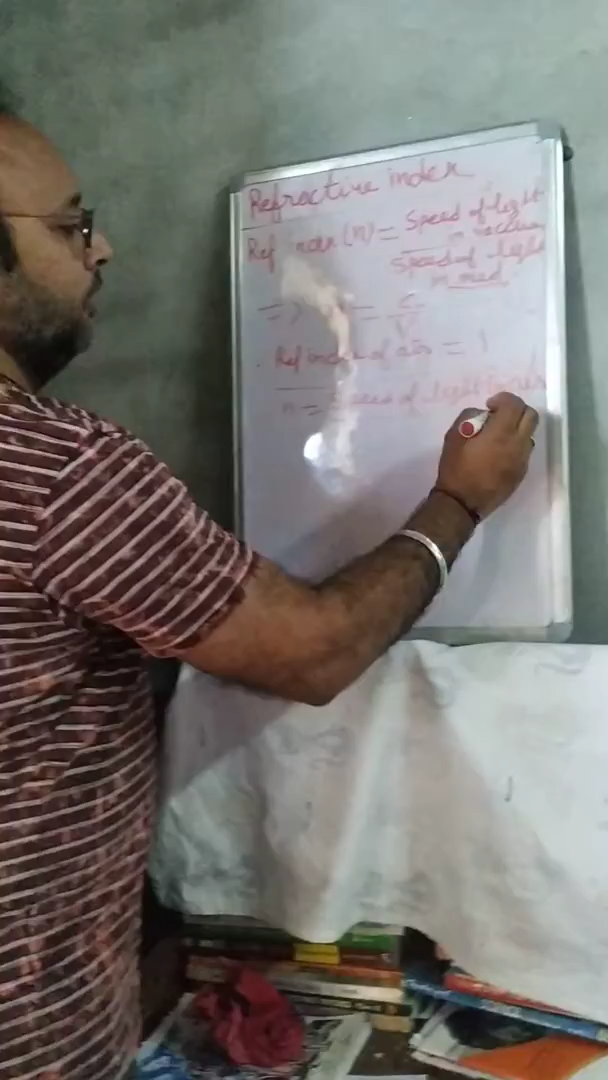 Refractive index
Ref index (n) = Speed of light
in vaccum
Speed of light
in med.
=> = c
v
Ref index of air = 1
n = Speed of light